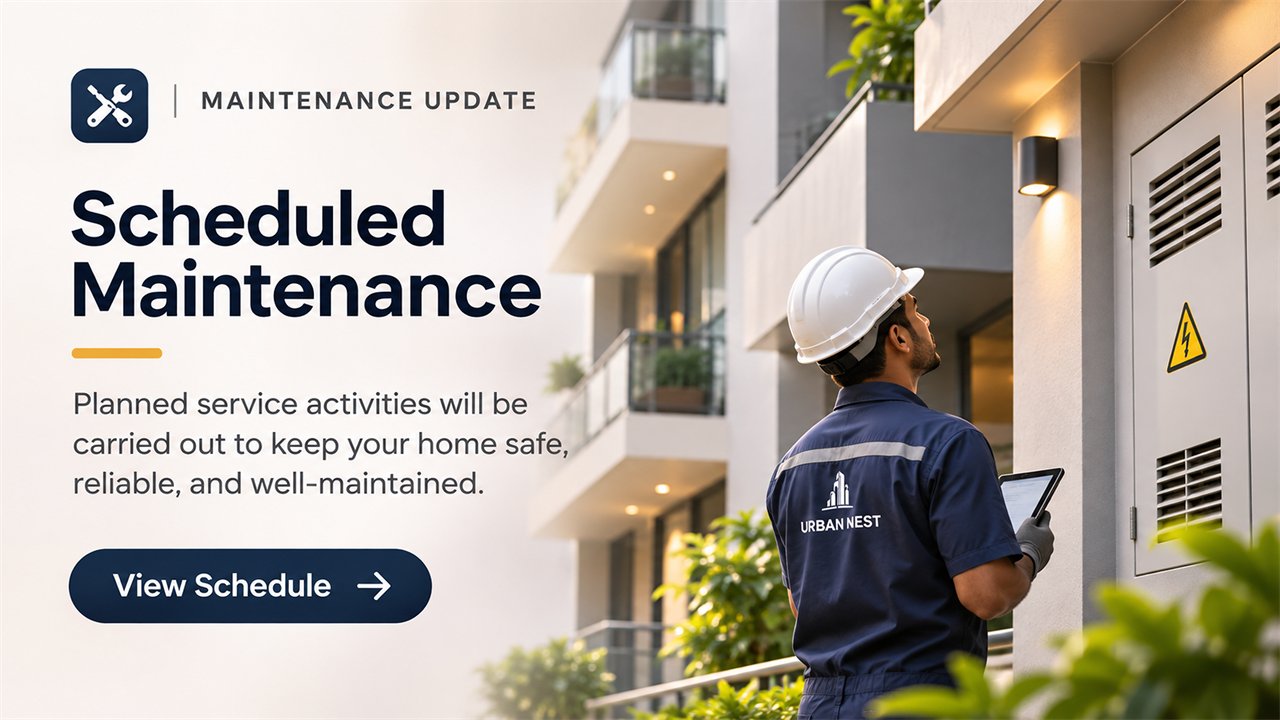 MAINTENANCE UPDATE
Scheduled
Maintenance
Planned service activities will be
carried out to keep your home safe,
reliable, and well-maintained.
View Schedule
URBAN NEST